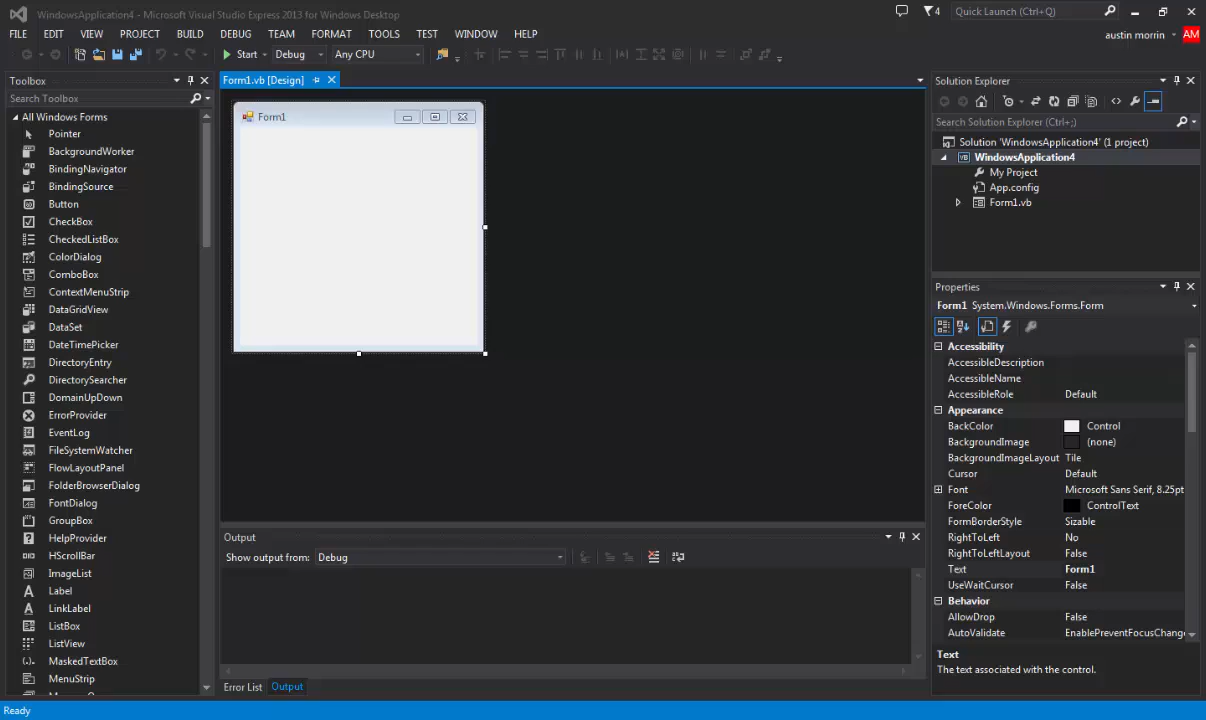 WindowsApplication4 - Microsoft Visual Studio Express 2013 for Windows Desktop
4
Quick Launch (Ctrl+Q)
FILE EDIT VIEW PROJECT BUILD DEBUG TEAM FORMAT TOOLS TEST WINDOW HELP
austin morrin
AM
Start Debug Any CPU
Toolbox
Search Toolbox
All Windows Forms
Pointer
BackgroundWorker
BindingNavigator
BindingSource
Button
CheckBox
CheckedListBox
ColorDialog
ComboBox
ContextMenuStrip
DataGridView
DataSet
DateTimePicker
DirectoryEntry
DirectorySearcher
DomainUpDown
ErrorProvider
EventLog
FileSystemWatcher
FlowLayoutPanel
FolderBrowserDialog
FontDialog
GroupBox
HelpProvider
HScrollBar
ImageList
Label
LinkLabel
ListBox
ListView
MaskedTextBox
MenuStrip
Form1.vb [Design]
Form1
Output
Show output from: Debug
Error List Output
Solution Explorer
Search Solution Explorer (Ctrl+;)
Solution 'WindowsApplication4' (1 project)
WindowsApplication4
My Project
App.config
Form1.vb
Properties
Form1 System.Windows.Forms.Form
Accessibility
AccessibleDescription
AccessibleName
AccessibleRole Default
Appearance
BackColor Control
BackgroundImage (none)
BackgroundImageLayout Tile
Cursor Default
Font Microsoft Sans Serif, 8.25pt
ForeColor ControlText
FormBorderStyle Sizable
RightToLeft No
RightToLeftLayout False
Text Form1
UseWaitCursor False
Behavior
AllowDrop False
AutoValidate EnablePreventFocusChange
Text
The text associated with the control.
Ready